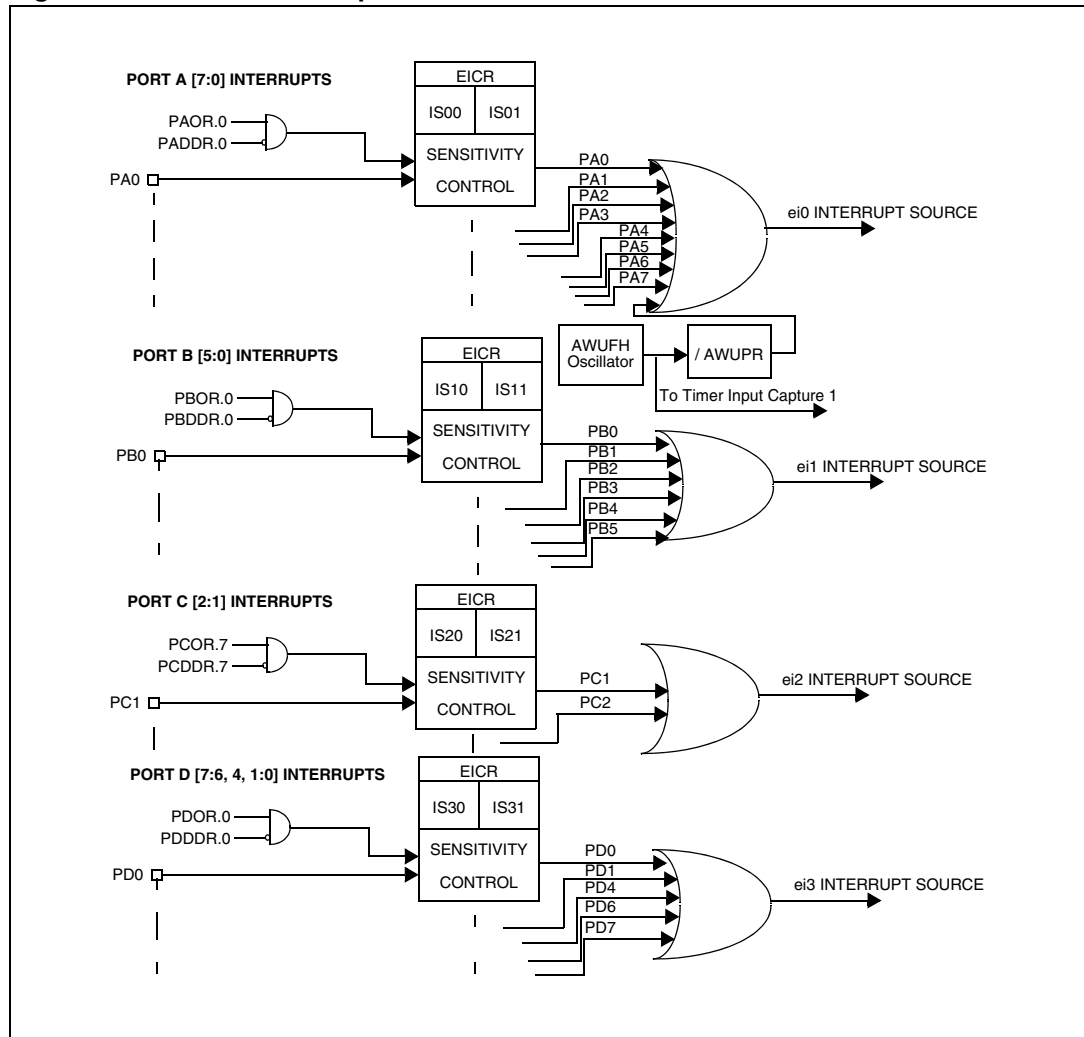 PORT A [7:0] INTERRUPTS
EICR
IS00 IS01
PAOR.0
PADDR.0
SENSITIVITY
CONTROL
PA0
PA0
PA1
PA2
PA3
PA4
PA5
PA6
PA7
ei0 INTERRUPT SOURCE
AWUFH
Oscillator
/ AWUPR
To Timer Input Capture 1
PORT B [5:0] INTERRUPTS
EICR
IS10 IS11
PBOR.0
PBDDR.0
SENSITIVITY
CONTROL
PB0
PB0
PB1
PB2
PB3
PB4
PB5
ei1 INTERRUPT SOURCE
PORT C [2:1] INTERRUPTS
EICR
IS20 IS21
PCOR.7
PCDDR.7
SENSITIVITY
CONTROL
PC1
PC1
PC2
ei2 INTERRUPT SOURCE
PORT D [7:6, 4, 1:0] INTERRUPTS
EICR
IS30 IS31
PDOR.0
PDDDR.0
SENSITIVITY
CONTROL
PD0
PD0
PD1
PD4
PD6
PD7
ei3 INTERRUPT SOURCE